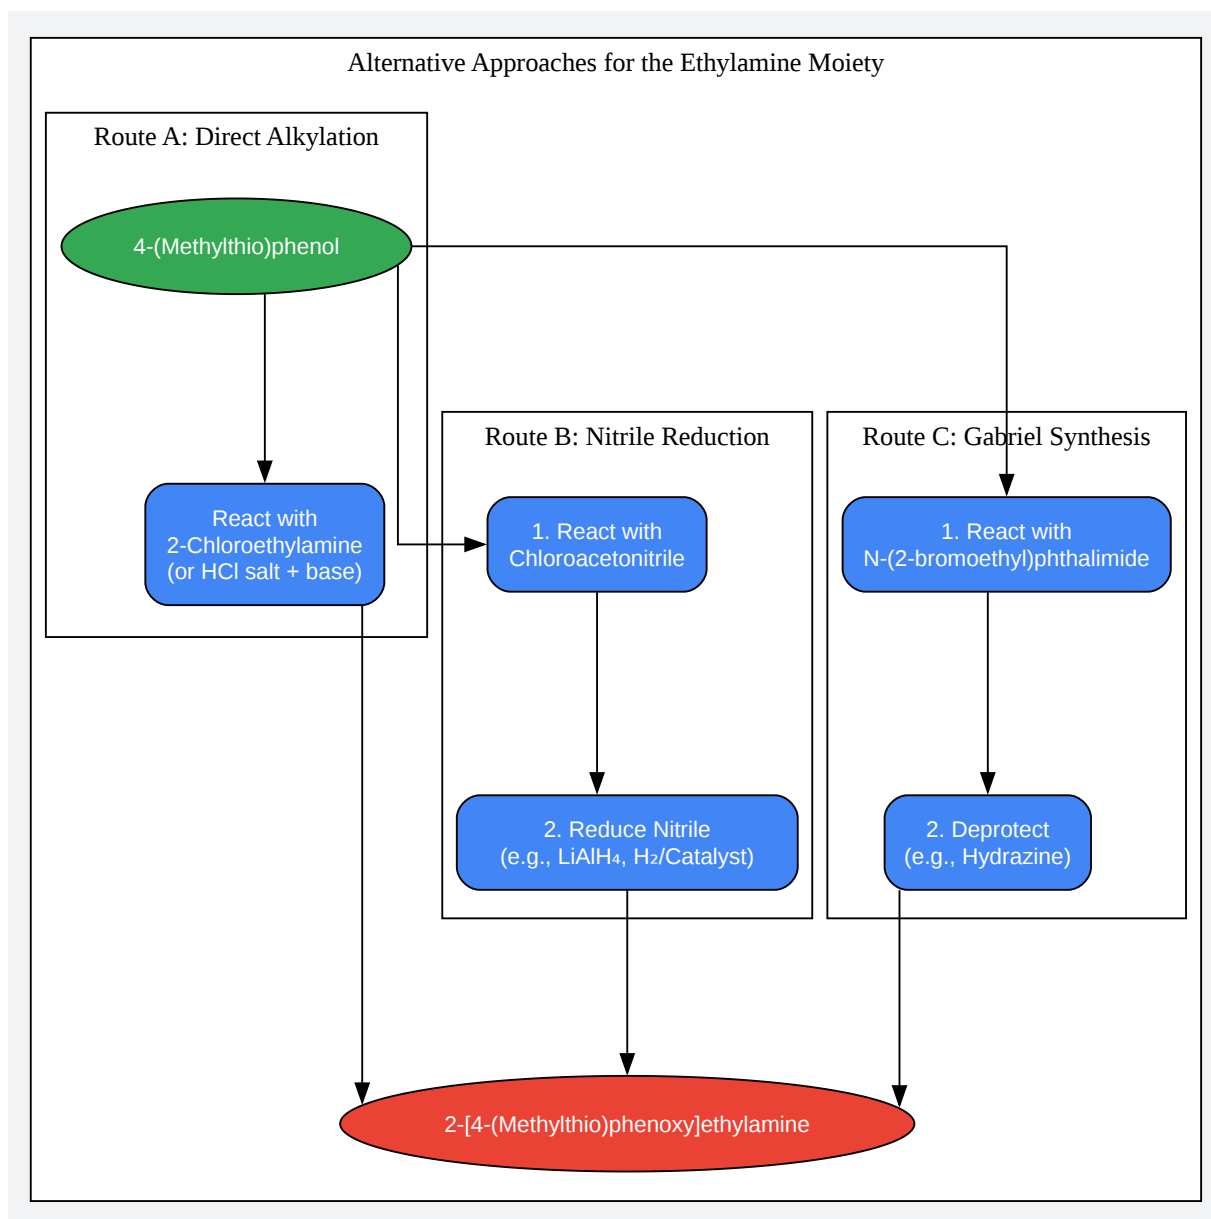 Alternative Approaches for the Ethylamine Moiety
Route A: Direct Alkylation
4-(Methylthio)phenol
React with
2-Chloroethylamine
(or HCl salt + base)
Route B: Nitrile Reduction
1. React with
Chloroacetonitrile
2. Reduce Nitrile
(e.g., LiAlH₄, H₂/Catalyst)
Route C: Gabriel Synthesis
1. React with
N-(2-bromoethyl)phthalimide
2. Deprotect
(e.g., Hydrazine)
2-[4-(Methylthio)phenoxy]ethylamine